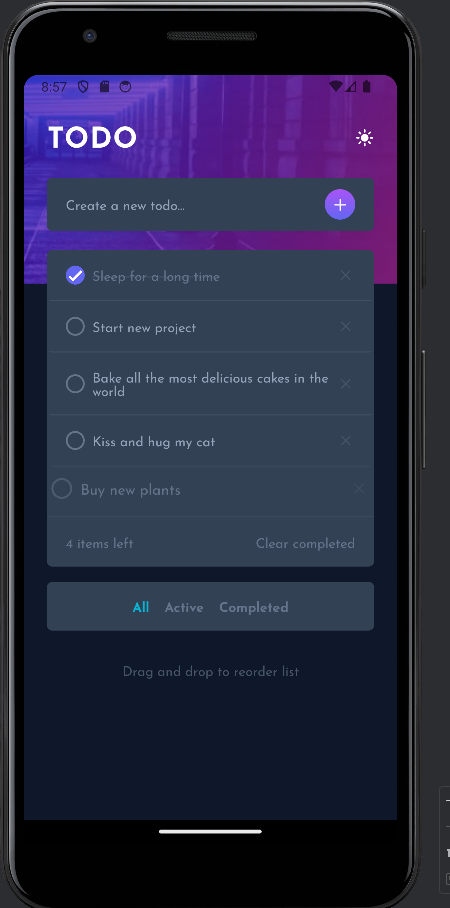 8:57
TODO
Create a new todo...
Sleep for a long time
Start new project
Bake all the most delicious cakes in the
world
Kiss and hug my cat
Buy new plants
4 items left Clear completed
All Active Completed
Drag and drop to reorder list